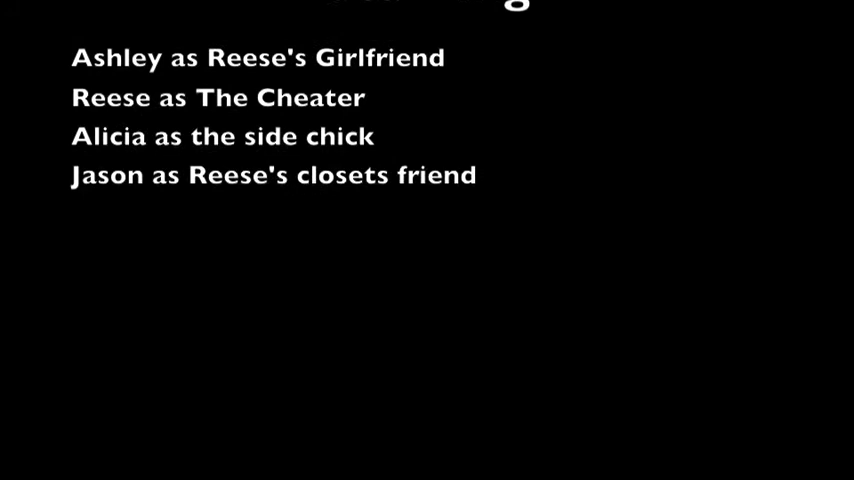 Ashley as Reese's Girlfriend
Reese as The Cheater
Alicia as the side chick
Jason as Reese's closets friend